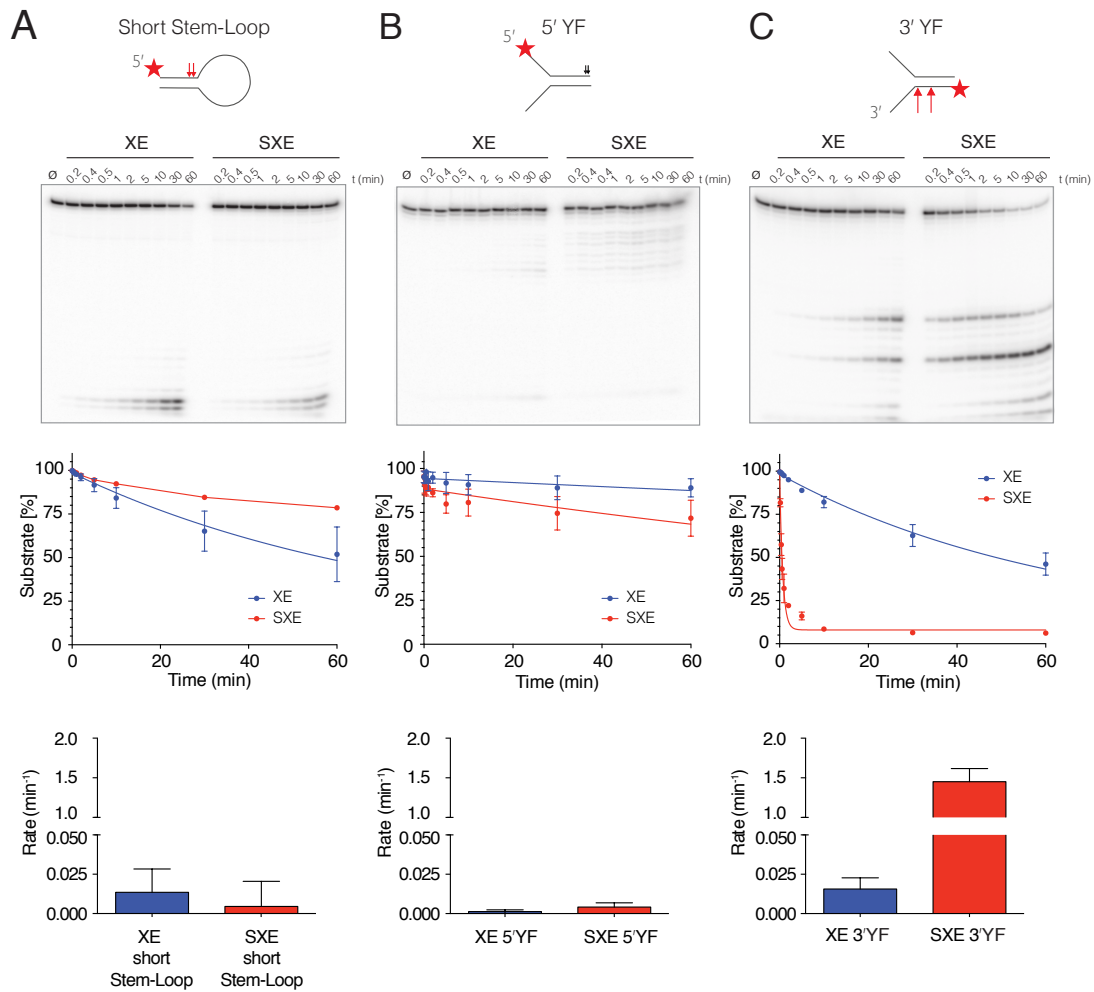 A
Short Stem-Loop
5′
XE SXE
Ø 0.2 0.4 0.5 1 2 5 10 30 60 0.2 0.4 0.5 1 2 5 10 30 60 t (min)
100
75
50
25
0
Substrate [%]
XE
SXE
0 20 40 60
Time (min)
2.0
1.5
1.0
0.050
0.025
0.000
Rate (min⁻¹)
XE
short
Stem-Loop
SXE
short
Stem-Loop
B
5′ YF
5′
XE SXE
Ø 0.2 0.4 0.5 1 2 5 10 30 60 0.2 0.4 0.4 1 2 5 10 30 60 t (min)
100
75
50
25
0
Substrate [%]
XE
SXE
0 20 40 60
Time (min)
2.0
1.5
1.0
0.050
0.025
0.000
Rate (min⁻¹)
XE 5′YF SXE 5′YF
C
3′ YF
3′
XE SXE
Ø 0.2 0.4 0.5 1 2 5 10 30 60 0.2 0.4 0.5 1 2 5 10 30 60 t (min)
100
75
50
25
0
Substrate [%]
XE
SXE
0 20 40 60
Time (min)
2.0
1.5
1.0
0.050
0.025
0.000
Rate (min⁻¹)
XE 3′YF SXE 3′YF